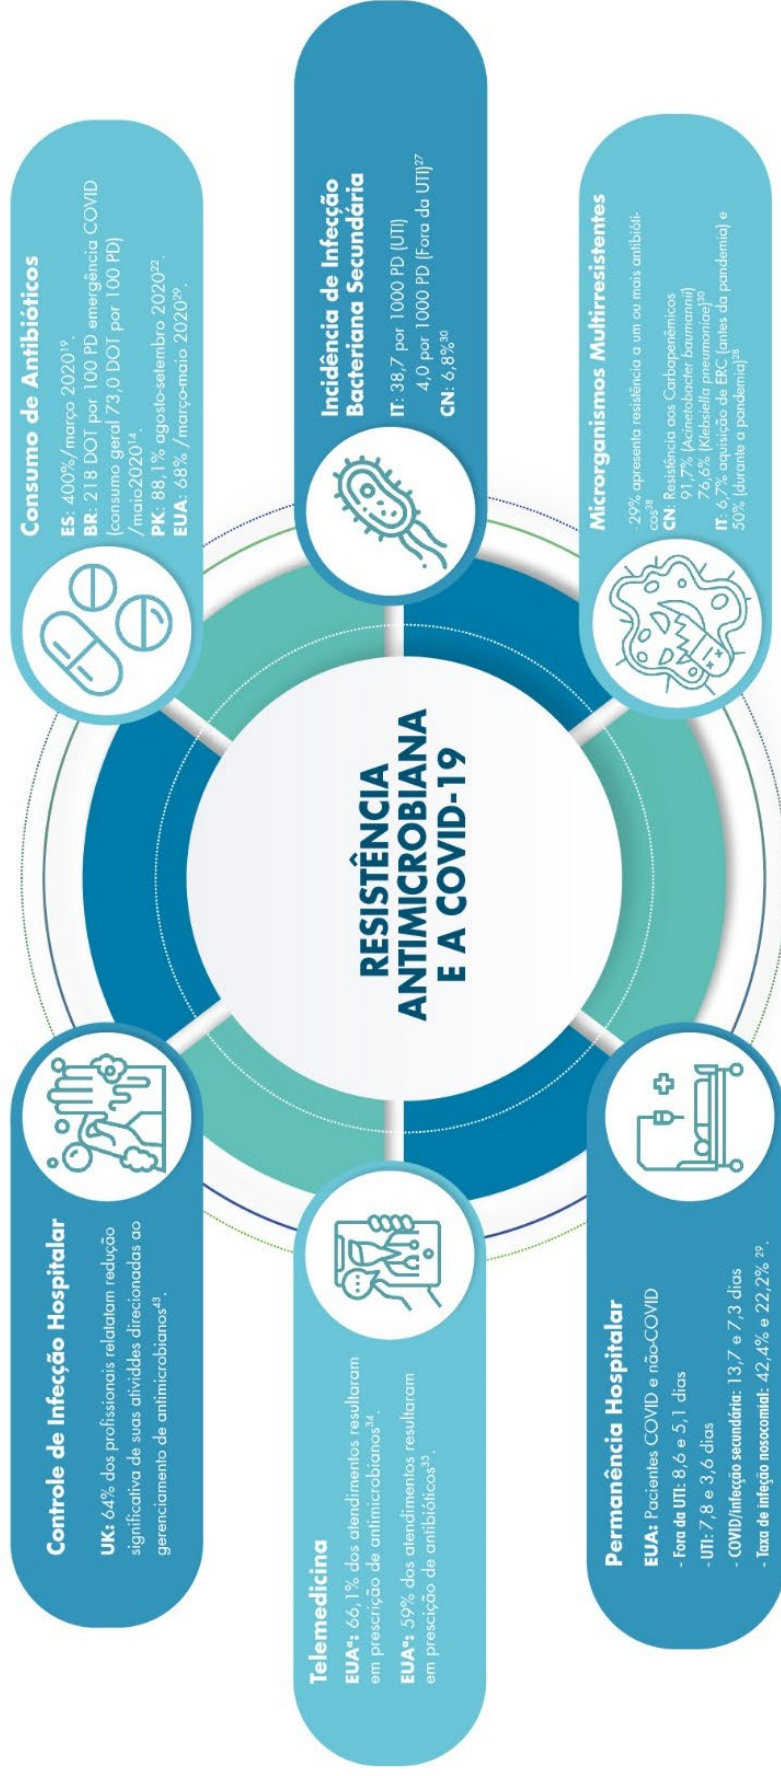 Controle de Infecção Hospitalar
UK: 64% dos profissionais relatatam redução
significativa de suas atividdes direcionadas ao
gerenciamento de antimicrobianos⁴³.
Telemedicina
EUAᵃ: 66,1% dos atendimentos resultaram
em prescrição de antimicrobianos³⁴.
EUAᵃ: 59% dos atendimentos resultaram
em presciçāo de antibióticos³⁵.
Permanência Hospitalar
EUA: Pacientes COVID e não-COVID
- Fora da UTI: 8,6 e 5,1 dias
- UTI: 7,8 e 3,6 dias
- COVID/infecção secundária: 13,7 e 7,3 dias
- Taxa de infeção nosocomial: 42,4% e 22,2% ²⁹.
RESISTÊNCIA
ANTIMICROBIANA
E A COVID-19
Consumo de Antibióticos
ES: 400%/março 2020¹⁹.
BR: 218 DOT por 100 PD emergência COVID
(consumo geral 73,0 DOT por 100 PD)
/maio2020¹⁴.
PK: 88,1% agosto-setembro 2020²².
EUA: 68% /março-maio 2020²⁹.
Incidência de Infecção
Bacteriana Secundária
IT: 38,7 por 1000 PD (UTI)
4,0 por 1000 PD (Fora da UTI)²⁷
CN: 6,8%³⁰
Microrganismos Multirresistentes
- 29% apresenta resistência a um ou mais antibióti-
cos³⁸
CN: Resistência aos Carbapenêmicos
91,7% (Acinetobacter baumannii)
76,6% (Klebsiella pneumoniae)³⁰
IT: 6,7% aquisição de ERC (antes da pandemia) e
50% (durante a pandemia)²⁸